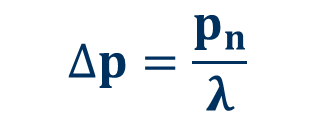 Δp = pₙ / λ